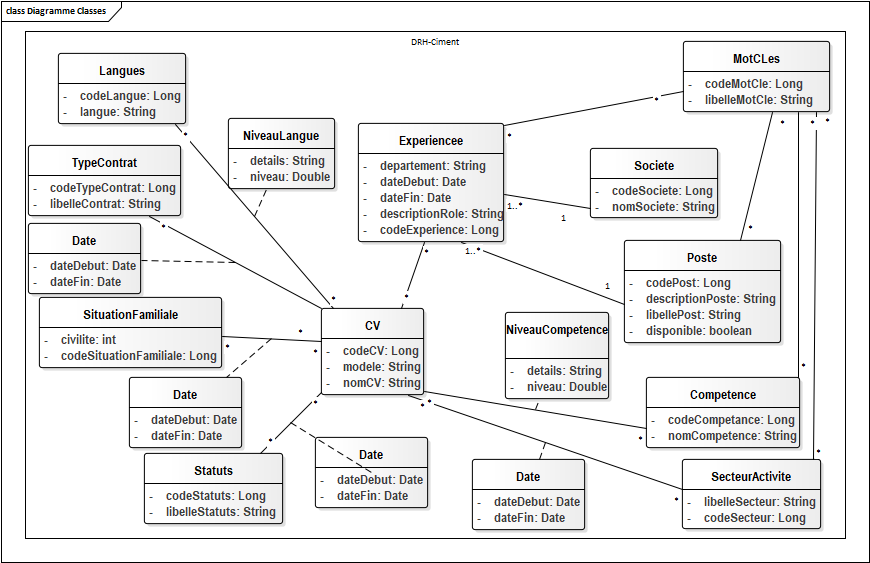 class Diagramme Classes
DRH-Ciment
MotCLes
- codeMotCle: Long
- libelleMotCle: String
Langues
- codeLangue: Long
- langue: String
NiveauLangue
- details: String
- niveau: Double
Experiencee
- departement: String
- dateDebut: Date
- dateFin: Date
- descriptionRole: String
- codeExperience: Long
Societe
- codeSociete: Long
- nomSociete: String
TypeContrat
- codeTypeContrat: Long
- libelleContrat: String
1..*
1
Date
- dateDebut: Date
- dateFin: Date
1..*
1
Poste
- codePost: Long
- descriptionPoste: String
- libellePost: String
- disponible: boolean
SituationFamiliale
- civilite: int
- codeSituationFamiliale: Long
CV
- codeCV: Long
- modele: String
- nomCV: String
NiveauCompetence
- details: String
- niveau: Double
Date
- dateDebut: Date
- dateFin: Date
Competence
- codeCompetance: Long
- nomCompetence: String
Statuts
- codeStatuts: Long
- libelleStatuts: String
Date
- dateDebut: Date
- dateFin: Date
Date
- dateDebut: Date
- dateFin: Date
SecteurActivite
- libelleSecteur: String
- codeSecteur: Long